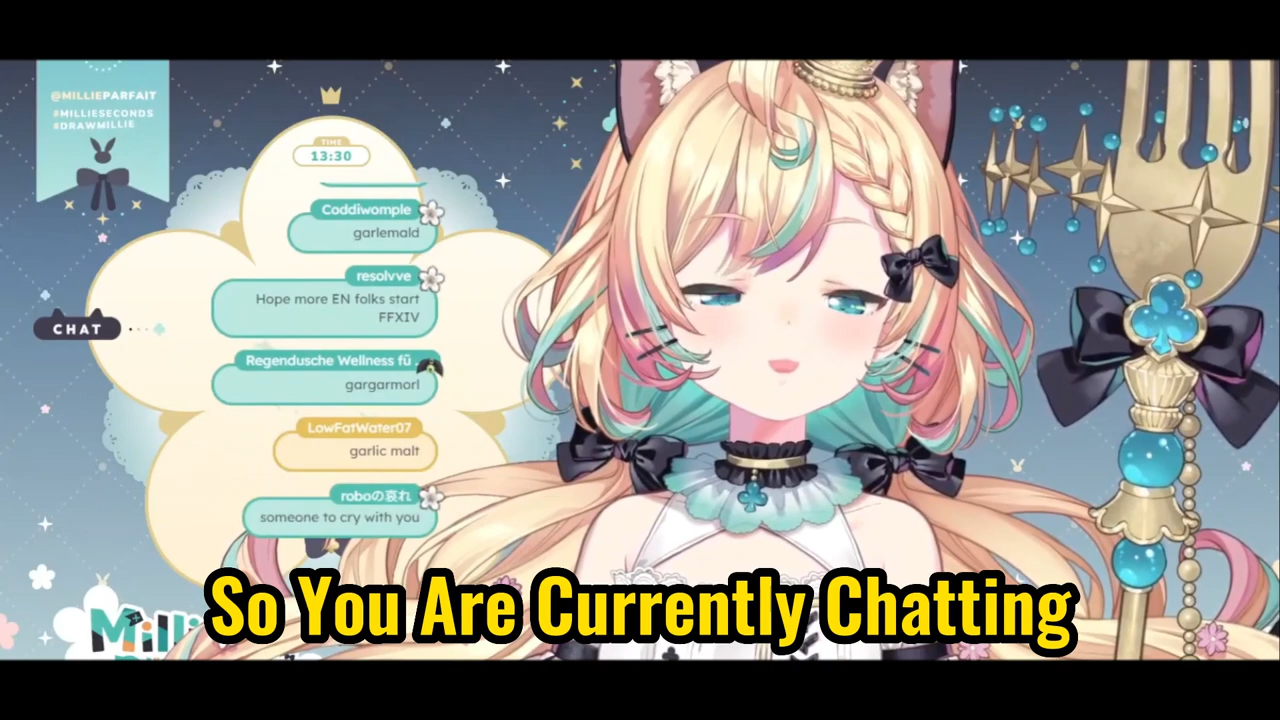 @MILLIEPARFAIT
#MILLIESECONDS
#DRAWMILLIE
TIME
13:30
Coddiwomple
garlemald
resolvve
Hope more EN folks start
FFXIV
CHAT
Regendusche Wellness fü
gargarmorl
LowFatWater07
garlic malt
roboの哀れ
someone to cry with you
So You Are Currently Chatting
Milli